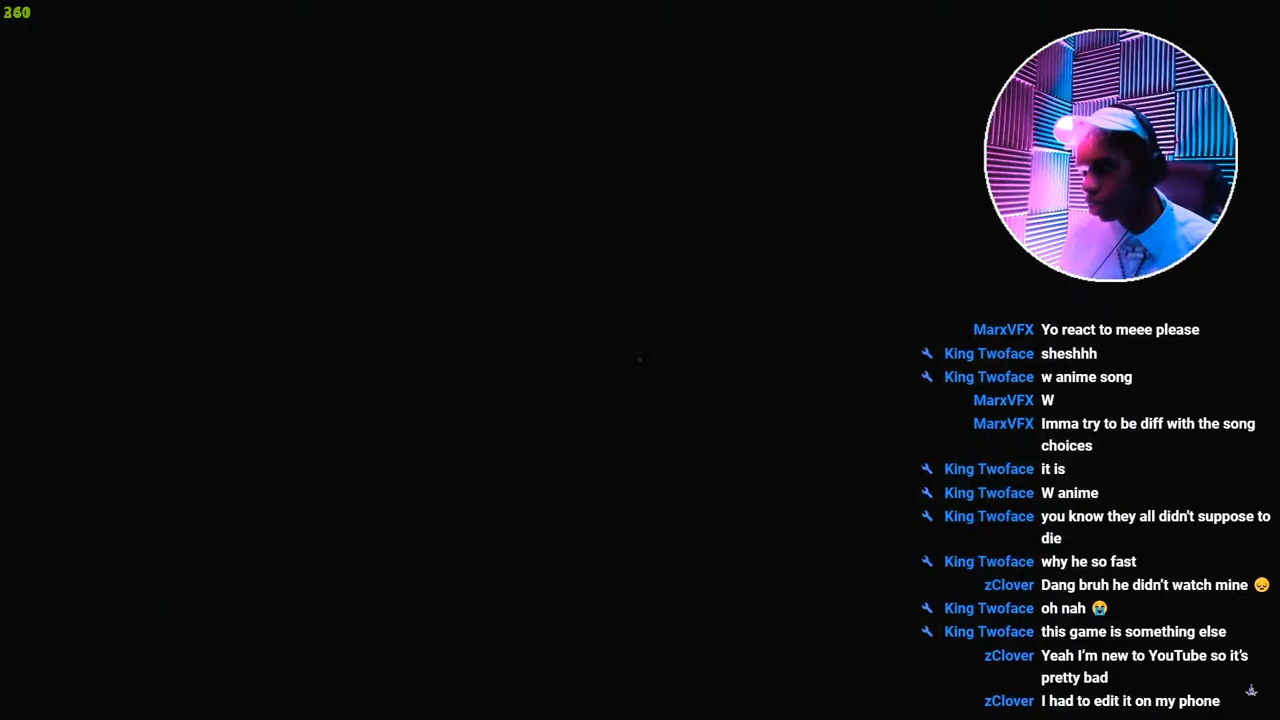 MarxVFX Yo react to meee please
King Twoface sheshhh
King Twoface w anime song
MarxVFX W
MarxVFX Imma try to be diff with the song
choices
King Twoface it is
King Twoface W anime
King Twoface you know they all didn't suppose to
die
King Twoface why he so fast
zClover Dang bruh he didn’t watch mine 😞
King Twoface oh nah 😭
King Twoface this game is something else
zClover Yeah I’m new to YouTube so it’s
pretty bad
zClover I had to edit it on my phone